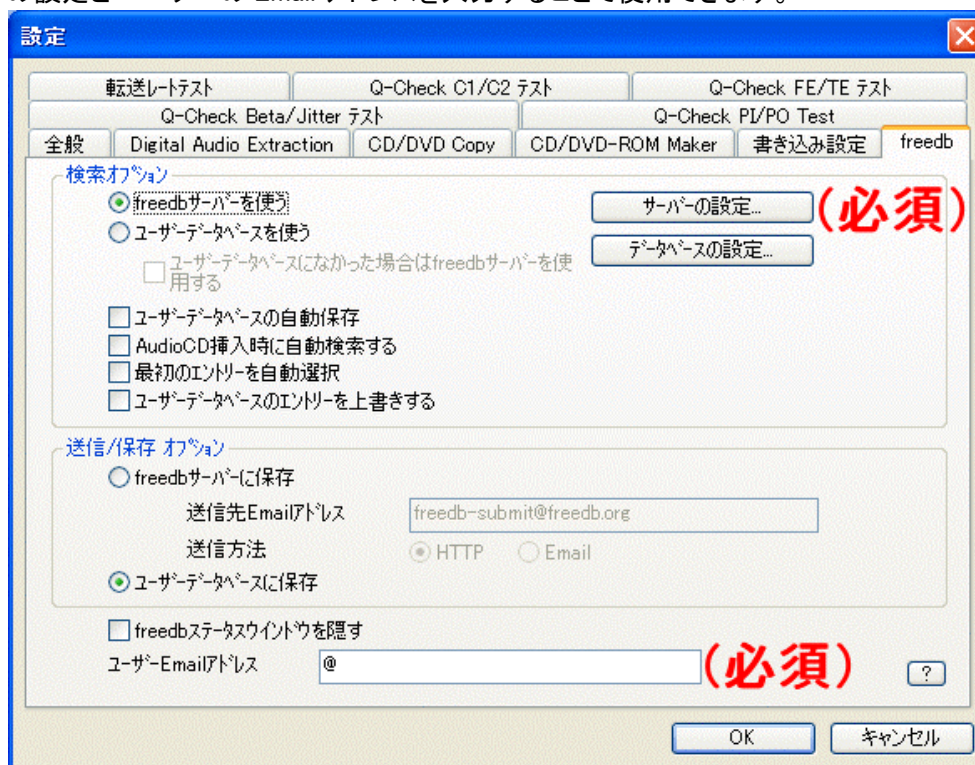 設定
転送レートテスト Q-Check C1/C2 テスト Q-Check FE/TE テスト
Q-Check Beta/Jitter テスト Q-Check PI/PO Test
全般 Digital Audio Extraction CD/DVD Copy CD/DVD-ROM Maker 書き込み設定 freedb
検索オプション
freedbサーバーを使う サーバーの設定... (必須)
ユーザーデータベースを使う データベースの設定...
ユーザーデータベースになかった場合はfreedbサーバーを使
用する
ユーザーデータベースの自動保存
AudioCD挿入時に自動検索する
最初のエントリーを自動選択
ユーザーデータベースのエントリーを上書きする
送信/保存 オプション
freedbサーバーに保存
送信先Emailアドレス freedb-submit@freedb.org
送信方法 HTTP Email
ユーザーデータベースに保存
freedbステータスウインドウを隠す
ユーザーEmailアドレス @ (必須) ?
OK キャンセル